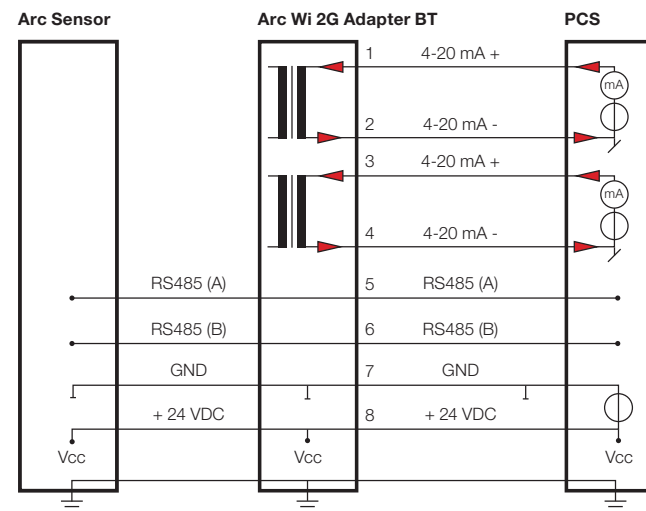 Arc Sensor Arc Wi 2G Adapter BT PCS
1 4-20 mA +
mA
2 4-20 mA -
3 4-20 mA +
mA
4 4-20 mA -
RS485 (A) 5 RS485 (A)
RS485 (B) 6 RS485 (B)
GND 7 GND
+ 24 VDC 8 + 24 VDC
Vcc Vcc Vcc